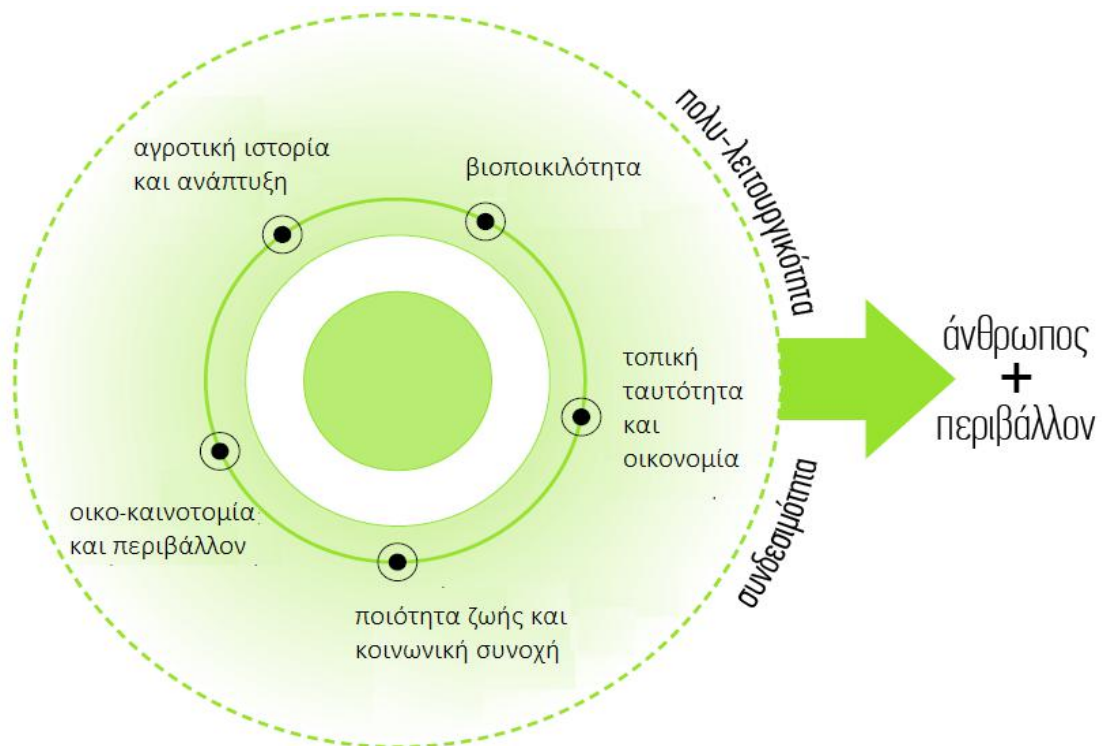 αγροτική ιστορία
και ανάπτυξη
βιοποικιλότητα
πολυ-λειτουργικότητα
τοπική
ταυτότητα
και
οικονομία
άνθρωπος
+
περιβάλλον
οικο-καινοτομία
και περιβάλλον
συνδεσιμότητα
ποιότητα ζωής και
κοινωνική συνοχή